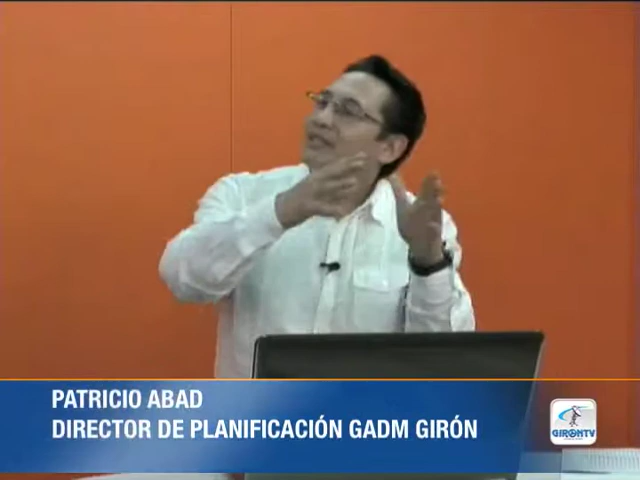 PATRICIO ABAD
DIRECTOR DE PLANIFICACIÓN GADM GIRÓN
GIRONTV